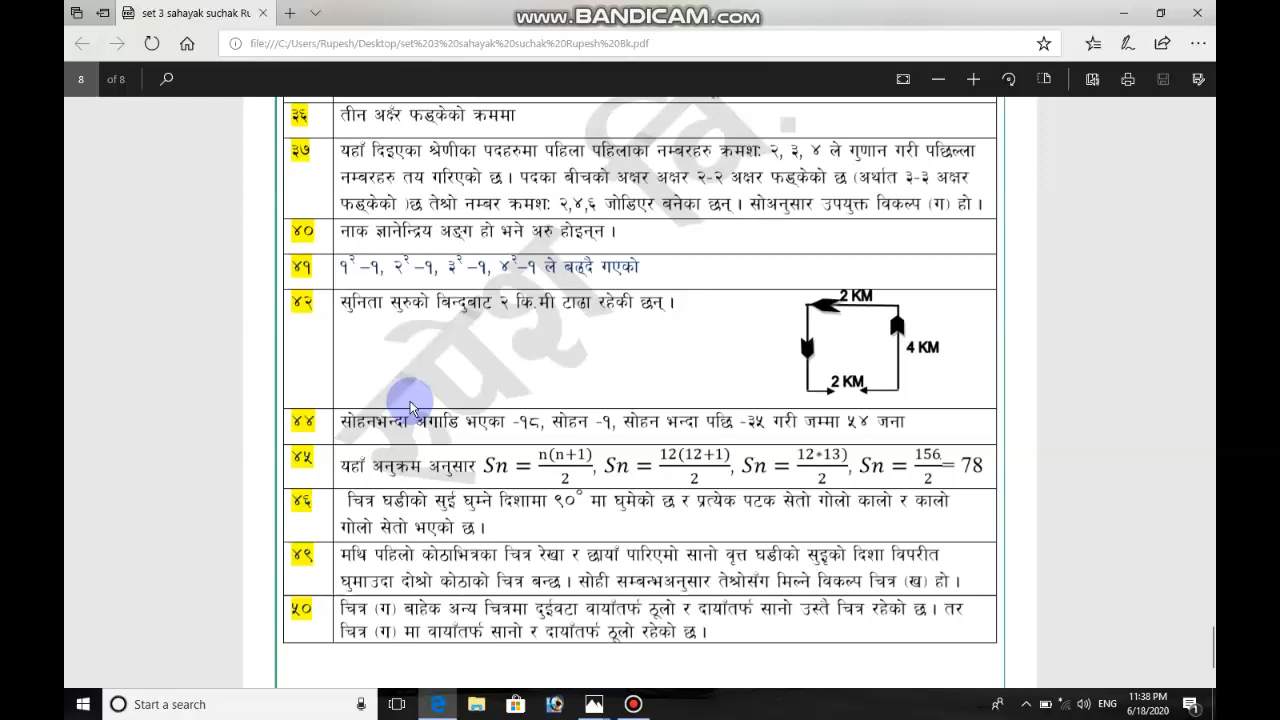 www.BANDICAM.com
set 3 sahayak suchak Ru
file:///C:/Users/Rupesh/Desktop/set%203%20sahayak%20suchak%20Rupesh%20Bk.pdf
8 of 8
३६ तीन अक्षर फड्केको क्रममा
३७ यहाँ दिइएका श्रेणीका पदहरुमा पहिला पहिलाका नम्बरहरु क्रमशः २, ३, ४ ले गुणान गरी पछिल्ला
नम्बरहरु तय गरिएको छ । पदका बीचको अक्षर अक्षर २-२ अक्षर फड्केको छ (अर्थात ३-३ अक्षर
फड्केको )छ तेश्रो नम्बर क्रमशः २,४,६ जोडिएर बनेका छन् । सोअनुसार उपयुक्त विकल्प (ग) हो ।
४० नाक ज्ञानेन्द्रिय अङ्ग हो भने अरु होइनन ।
४१ १²-१, २²-१, ३²-१, ४²-१ ले बढ्दै गएको
४२ सुनिता सुरुको बिन्दुबाट २ कि.मी टाढा रहेकी छन् ।
2 KM
4 KM
2 KM
४४ सोहनभन्दा अगाडि भएका -१८, सोहन -१, सोहन भन्दा पछि -३५ गरी जम्मा ५४ जना
४५ यहाँ अनुक्रम अनुसार Sn = n(n+1)/2, Sn = 12(12+1)/2, Sn = 12*13)/2, Sn = 156/2 = 78
४६ चित्र घडीको सुई घुम्ने दिशामा ९०° मा घुमेको छ र प्रत्येक पटक सेतो गोलो कालो र कालो
गोलो सेतो भएको छ ।
४९ मथि पहिलो कोठाभित्रका चित्र रेखा र छायाँ पारिएमो सानो वृत्त घडीको सुइको दिशा विपरीत
घुमाउदा दोश्रो कोठाको चित्र बन्छ । सोही सम्बन्भअनुसार तेश्रोसँग मिल्ने विकल्प चित्र (ख) हो ।
५० चित्र (ग) बाहेक अन्य चित्रमा दुईवटा वायाँतर्फ ठूलो र दायाँतर्फ सानो उस्तै चित्र रहेको छ । तर
चित्र (ग) मा वायाँतर्फ सानो र दायाँतर्फ ठूलो रहेको छ ।
रुपेश वि.
Start a search
ENG
11:38 PM
6/18/2020